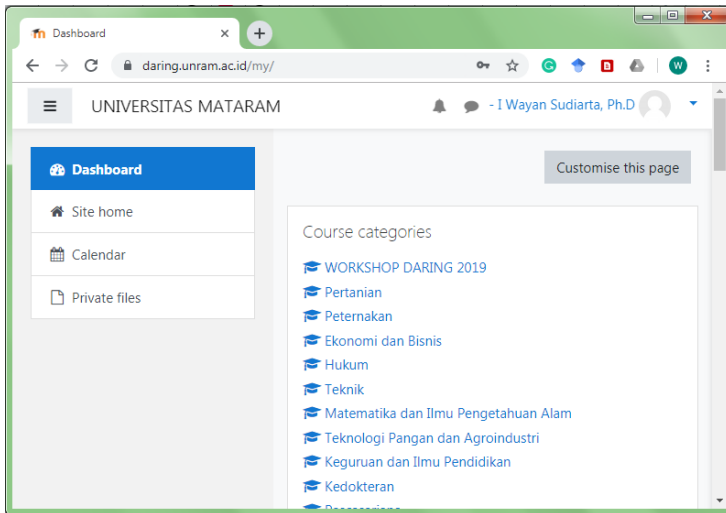 Dashboard
daring.unram.ac.id/my/
W
UNIVERSITAS MATARAM
- I Wayan Sudiarta, Ph.D
Dashboard
Customise this page
Site home
Course categories
Calendar
WORKSHOP DARING 2019
Private files
Pertanian
Peternakan
Ekonomi dan Bisnis
Hukum
Teknik
Matematika dan Ilmu Pengetahuan Alam
Teknologi Pangan dan Agroindustri
Keguruan dan Ilmu Pendidikan
Kedokteran